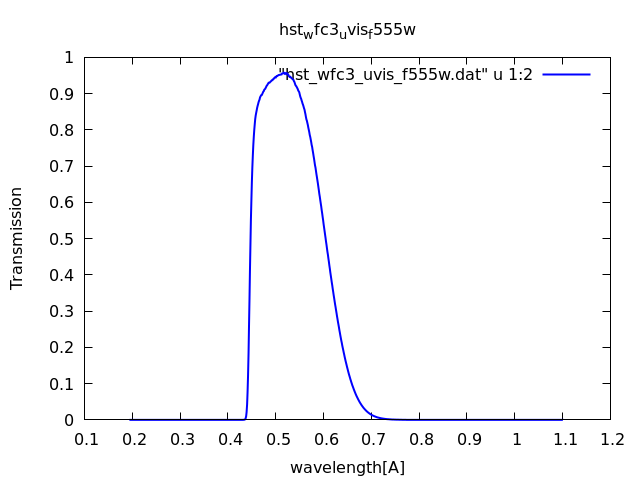 hst_wfc3_uvis_f555w
1
"hst_wfc3_uvis_f555w.dat" u 1:2
0.9
0.8
0.7
0.6
0.5
0.4
0.3
0.2
0.1
0
Transmission
0.1 0.2 0.3 0.4 0.5 0.6 0.7 0.8 0.9 1 1.1 1.2
wavelength[A]